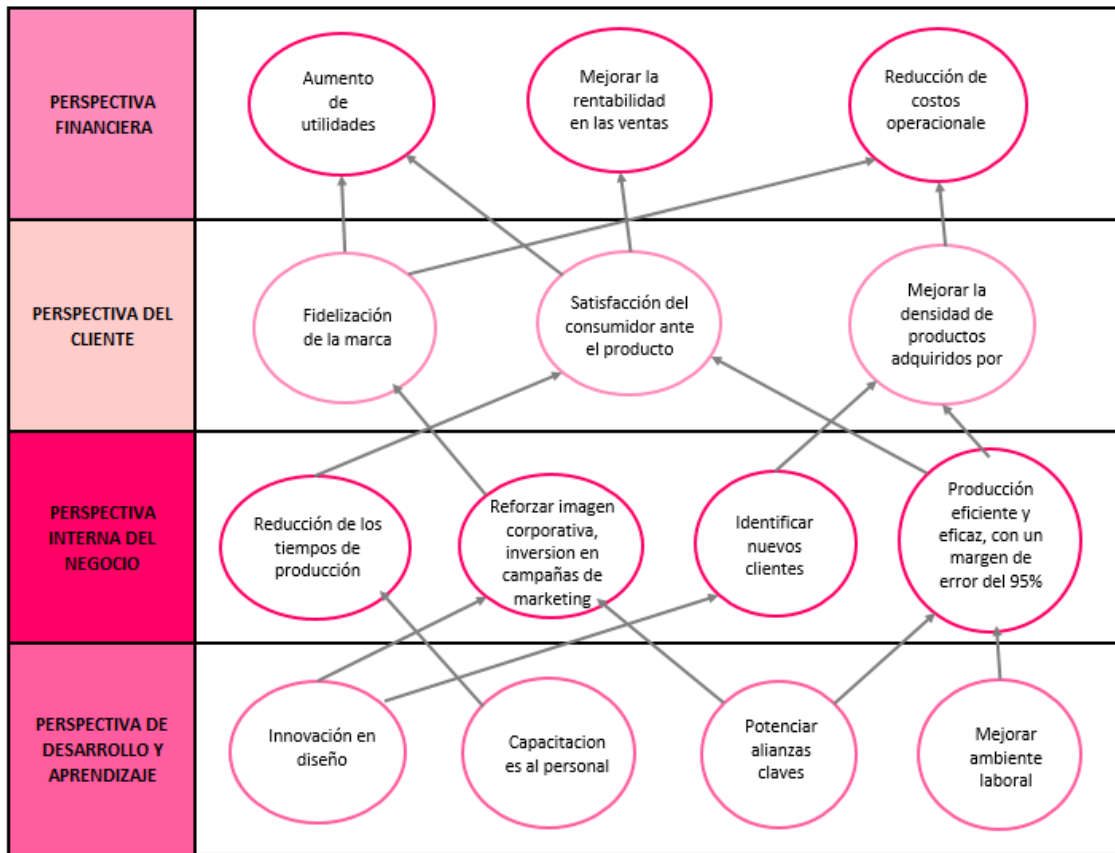 PERSPECTIVA
FINANCIERA
Aumento
de
utilidades
Mejorar la
rentabilidad
en las ventas
Reducción de
costos
operacionale
PERSPECTIVA DEL
CLIENTE
Fidelización
de la marca
Satisfacción del
consumidor ante
el producto
Mejorar la
densidad de
productos
adquiridos por
PERSPECTIVA
INTERNA DEL
NEGOCIO
Reducción de los
tiempos de
producción
Reforzar imagen
corporativa,
inversion en
campañas de
marketing
Identificar
nuevos
clientes
Producción
eficiente y
eficaz, con un
margen de
error del 95%
PERSPECTIVA DE
DESARROLLO Y
APRENDIZAJE
Innovación en
diseño
Capacitacion
es al personal
Potenciar
alianzas
claves
Mejorar
ambiente
laboral